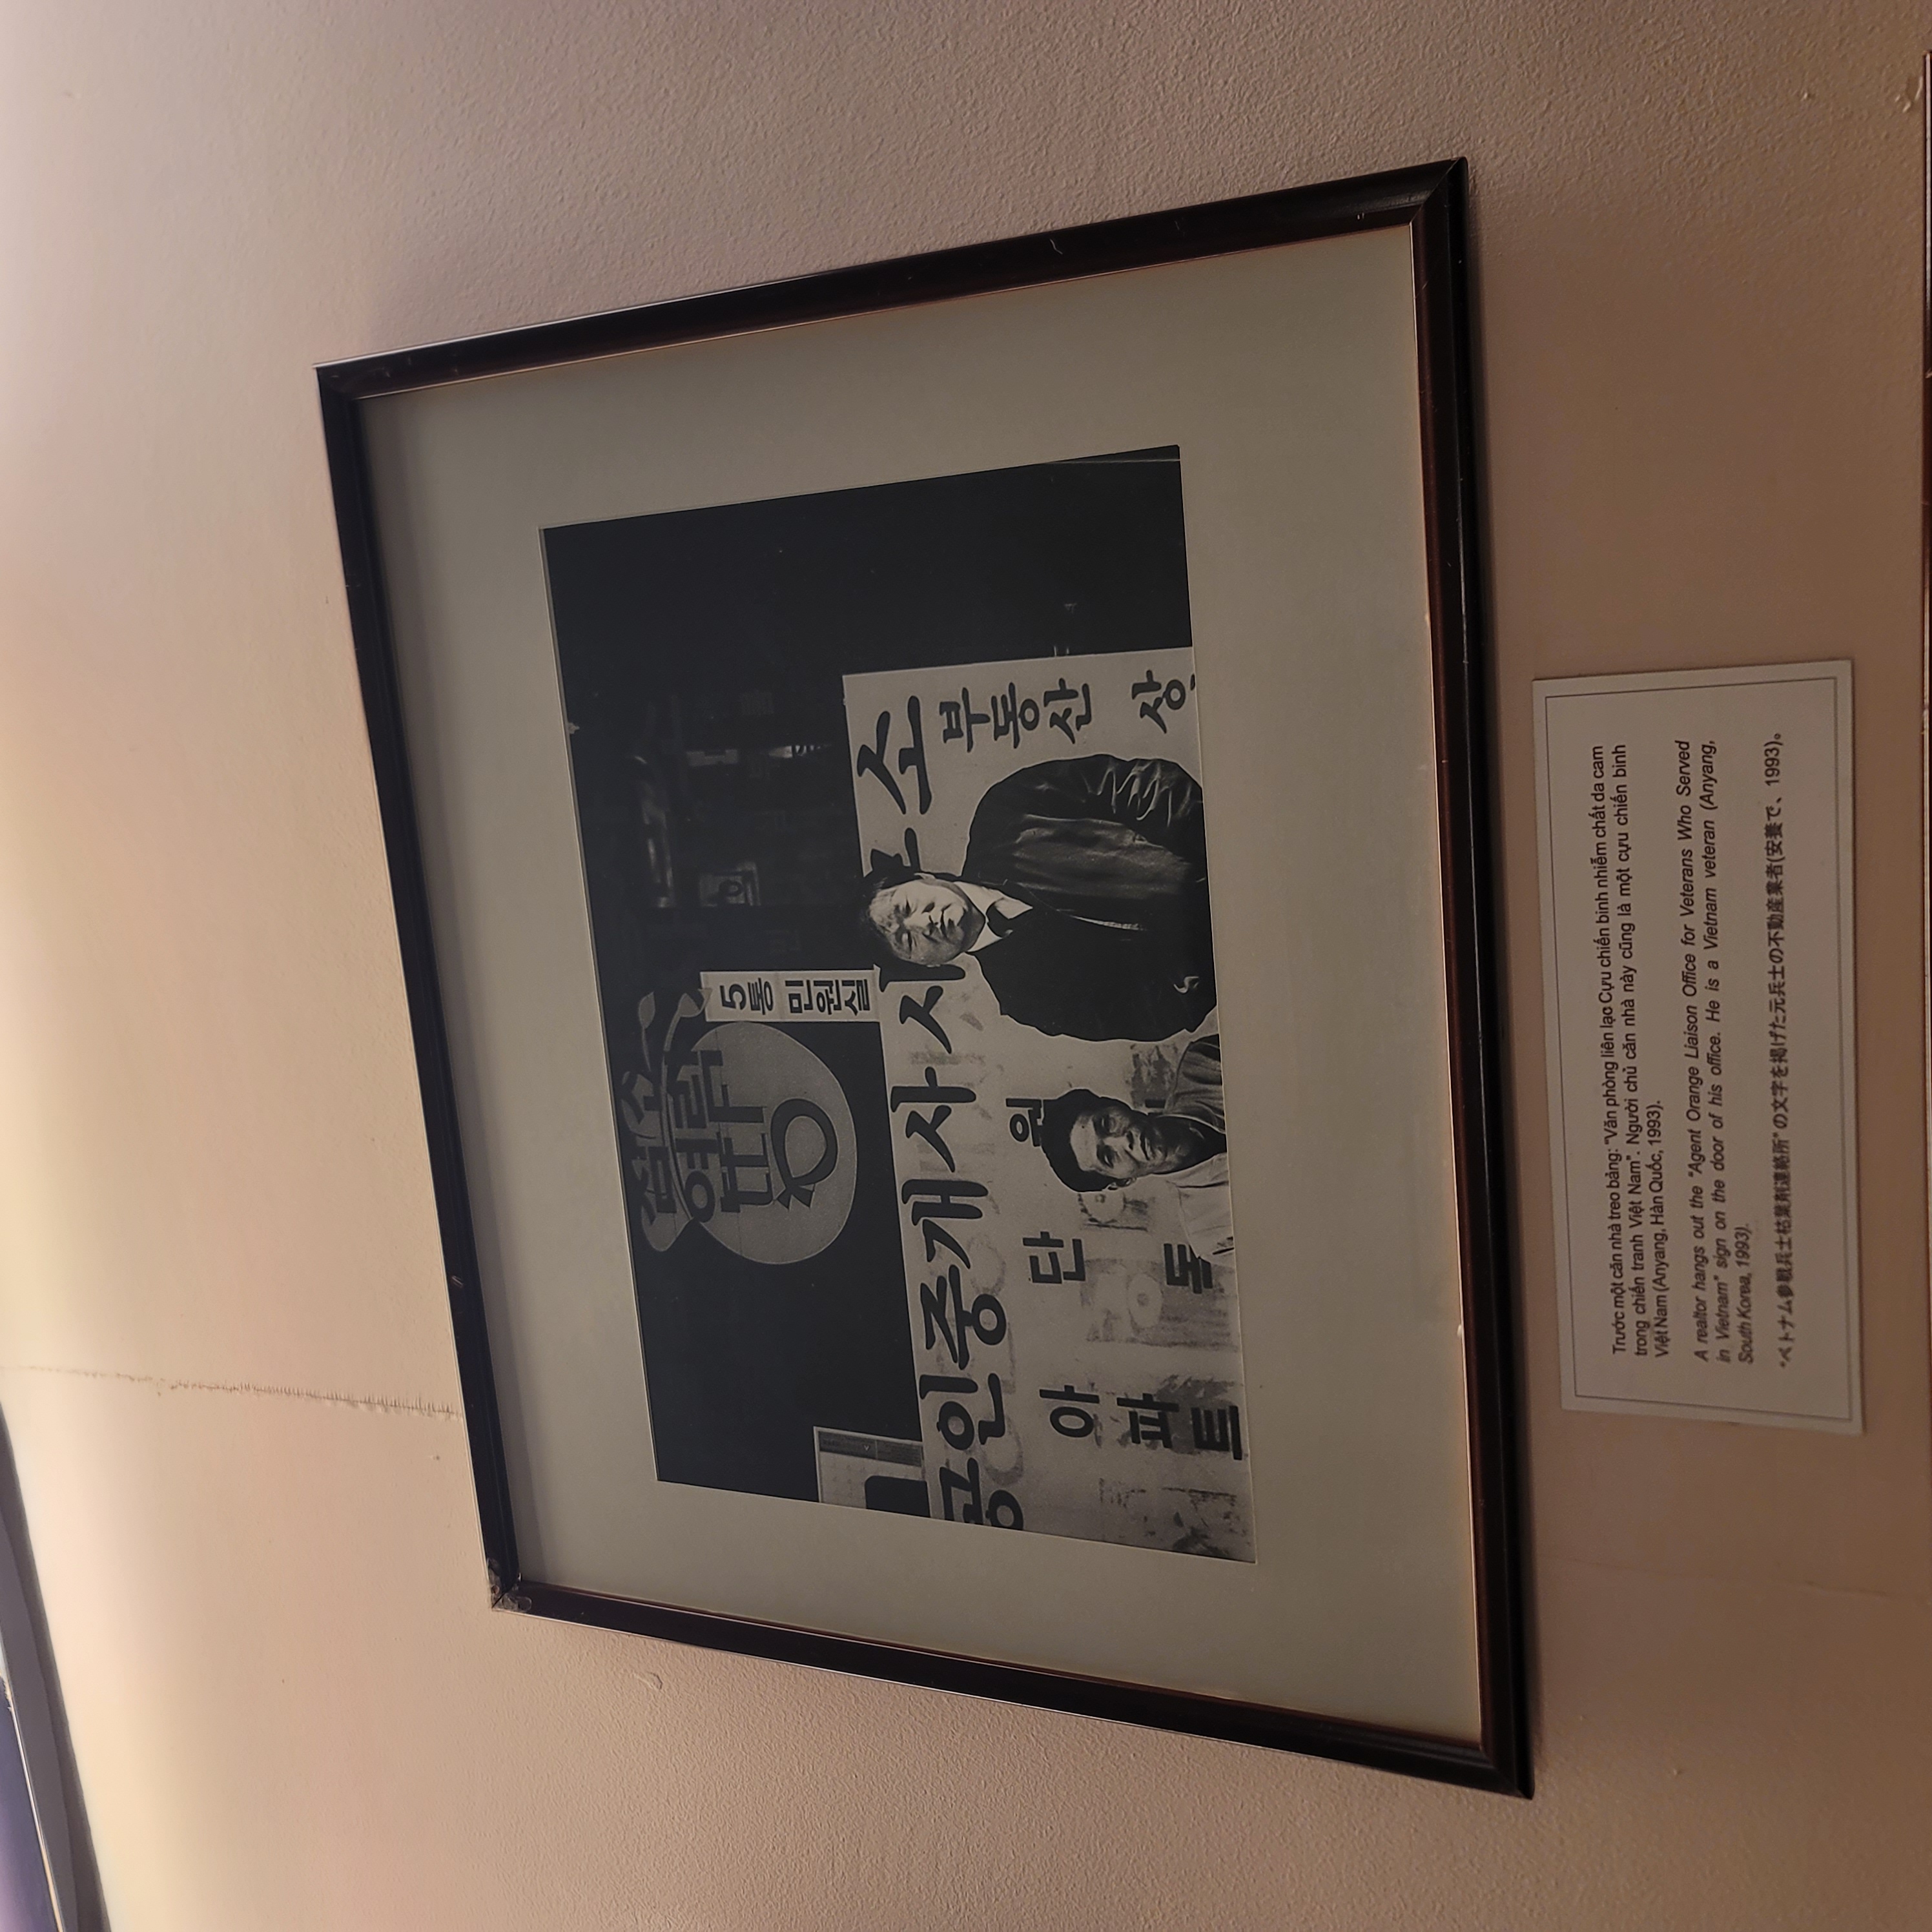 5동 민원실
공인중개사 사 소
아파트
단독
원
부동산
상
Trước một căn nhà treo bảng: "Văn phòng liên lạc Cựu chiến binh nhiễm chất da cam
trong chiến tranh Việt Nam". Người chủ căn nhà này cũng là một cựu chiến binh
Việt Nam (Anyang, Hàn Quốc, 1993).
A realtor hangs out the "Agent Orange Liaison Office for Veterans Who Served
in Vietnam" sign on the door of his office. He is a Vietnam veteran (Anyang,
South Korea, 1993).
"ベトナム参戦兵士枯葉剤連絡所"の文字を掲げた元兵士の不動産業者(安養で、1993)。